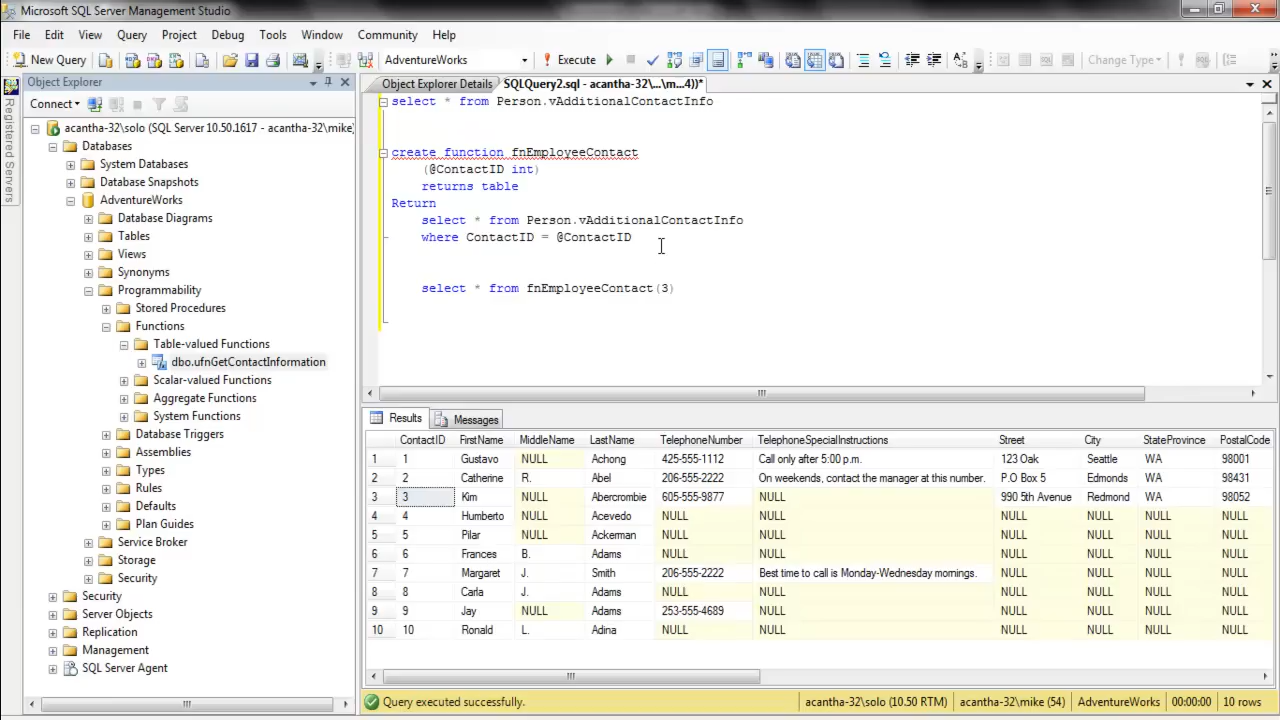 Microsoft SQL Server Management Studio
File Edit View Query Project Debug Tools Window Community Help
New Query AdventureWorks Execute Change Type
Registered Servers
Object Explorer
Connect
acantha-32\solo (SQL Server 10.50.1617 - acantha-32\mike)
Databases
System Databases
Database Snapshots
AdventureWorks
Database Diagrams
Tables
Views
Synonyms
Programmability
Stored Procedures
Functions
Table-valued Functions
dbo.ufnGetContactInformation
Scalar-valued Functions
Aggregate Functions
System Functions
Database Triggers
Assemblies
Types
Rules
Defaults
Plan Guides
Service Broker
Storage
Security
Security
Server Objects
Replication
Management
SQL Server Agent
Object Explorer Details SQLQuery2.sql - acantha-32\...\m...4))*
select * from Person.vAdditionalContactInfo
create function fnEmployeeContact
(@ContactID int)
returns table
Return
select * from Person.vAdditionalContactInfo
where ContactID = @ContactID
select * from fnEmployeeContact(3)
Results Messages
ContactID FirstName MiddleName LastName TelephoneNumber TelephoneSpecialInstructions Street City StateProvince PostalCode
1 1 Gustavo NULL Achong 425-555-1112 Call only after 5:00 p.m. 123 Oak Seattle WA 98001
2 2 Catherine R. Abel 206-555-2222 On weekends, contact the manager at this number. P.O Box 5 Edmonds WA 98431
3 3 Kim NULL Abercrombie 605-555-9877 NULL 990 5th Avenue Redmond WA 98052
4 4 Humberto NULL Acevedo NULL NULL NULL NULL NULL NULL
5 5 Pilar NULL Ackerman NULL NULL NULL NULL NULL NULL
6 6 Frances B. Adams NULL NULL NULL NULL NULL NULL
7 7 Margaret J. Smith 206-555-2222 Best time to call is Monday-Wednesday mornings. NULL NULL NULL NULL
8 8 Carla J. Adams NULL NULL NULL NULL NULL NULL
9 9 Jay NULL Adams 253-555-4689 NULL NULL NULL NULL NULL
10 10 Ronald L. Adina NULL NULL NULL NULL NULL NULL
Query executed successfully. acantha-32\solo (10.50 RTM) acantha-32\mike (54) AdventureWorks 00:00:00 10 rows